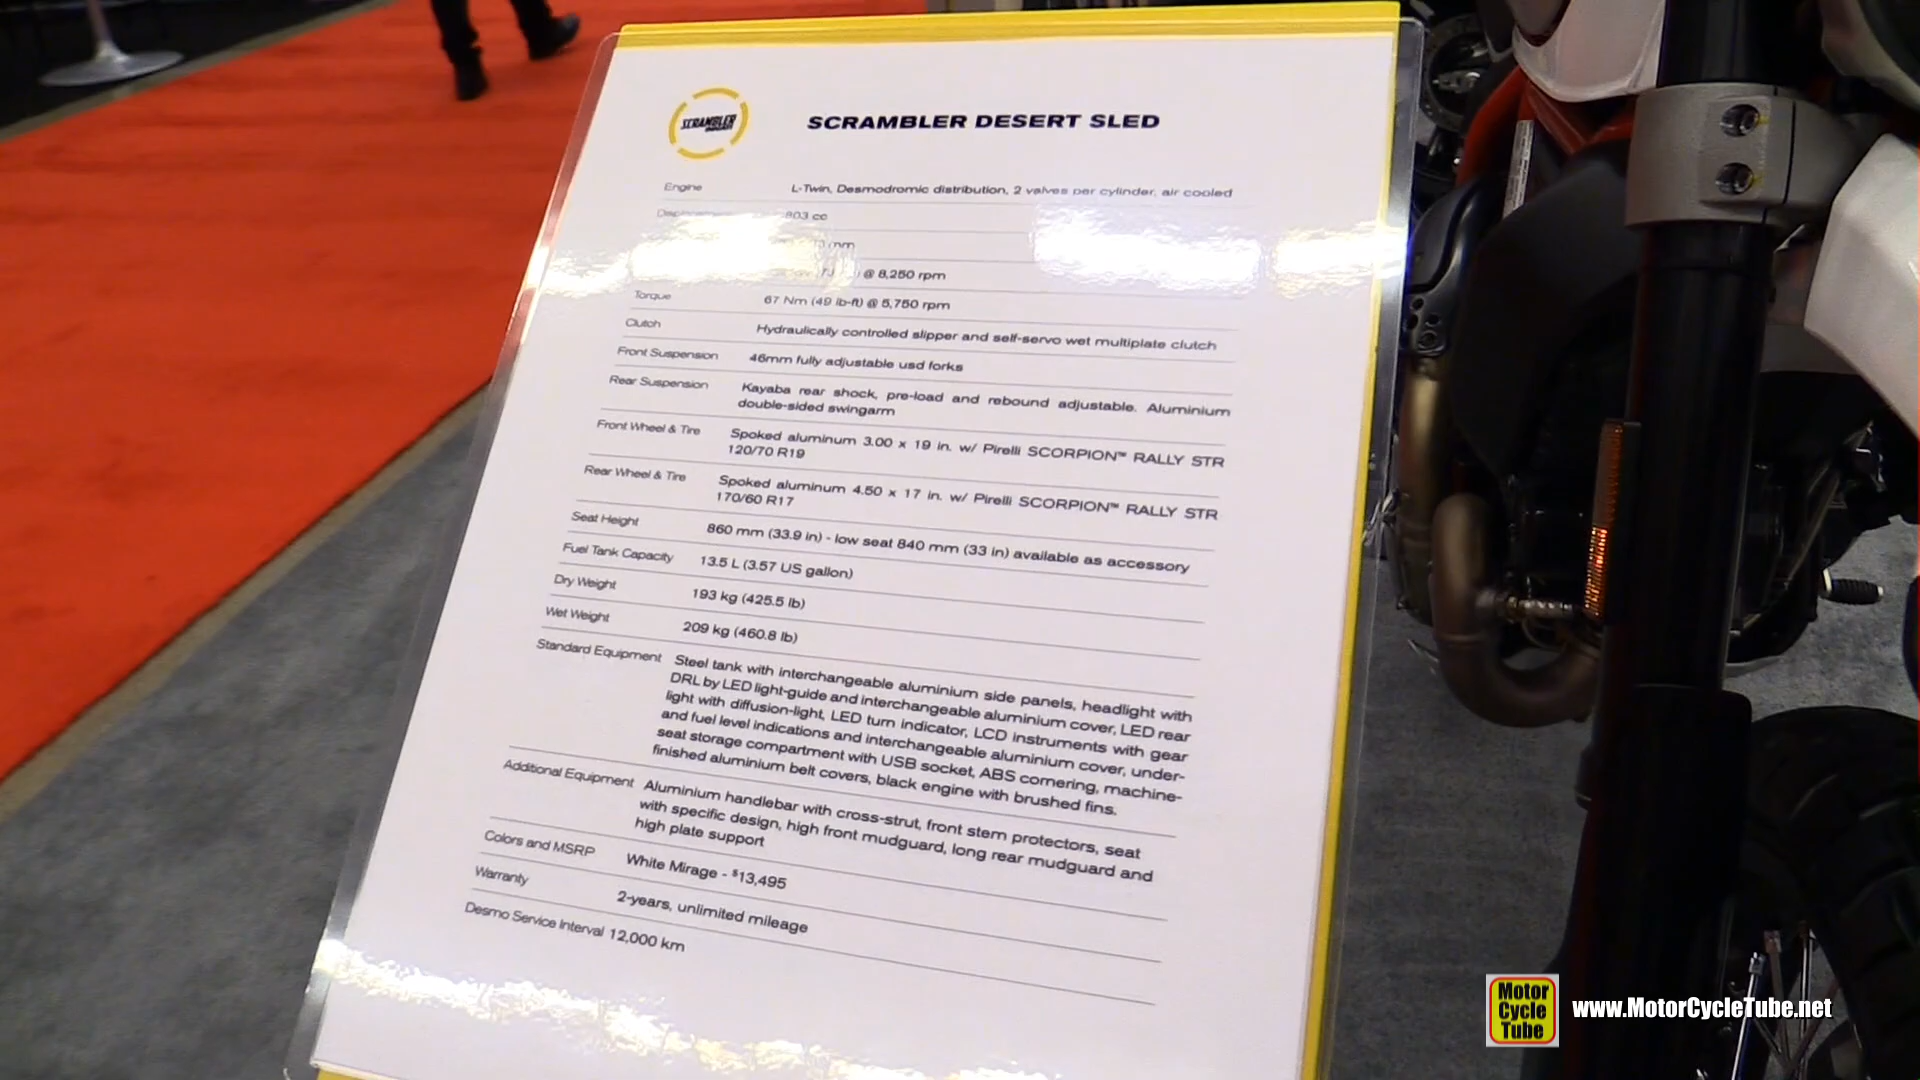 SCRAMBLER
SCRAMBLER DESERT SLED
Engine L-Twin, Desmodromic distribution, 2 valves per cylinder, air cooled
Displacement 803 cc
mm
@ 8,250 rpm
Torque 67 Nm (49 lb-ft) @ 5,750 rpm
Clutch Hydraulically controlled slipper and self-servo wet multiplate clutch
Front Suspension 46mm fully adjustable usd forks
Rear Suspension Kayaba rear shock, pre-load and rebound adjustable. Aluminium
double-sided swingarm
Front Wheel & Tire Spoked aluminum 3.00 x 19 in. w/ Pirelli SCORPION™ RALLY STR
120/70 R19
Rear Wheel & Tire Spoked aluminum 4.50 x 17 in. w/ Pirelli SCORPION™ RALLY STR
170/60 R17
Seat Height 860 mm (33.9 in) - low seat 840 mm (33 in) available as accessory
Fuel Tank Capacity 13.5 L (3.57 US gallon)
Dry Weight 193 kg (425.5 lb)
Wet Weight 209 kg (460.8 lb)
Standard Equipment Steel tank with interchangeable aluminium side panels, headlight with
DRL by LED light-guide and interchangeable aluminium cover, LED rear
light with diffusion-light, LED turn indicator, LCD instruments with gear
and fuel level indications and interchangeable aluminium cover, under-
seat storage compartment with USB socket, ABS cornering, machine-
finished aluminium belt covers, black engine with brushed fins.
Additional Equipment Aluminium handlebar with cross-strut, front stem protectors, seat
with specific design, high front mudguard, long rear mudguard and
high plate support
Colors and MSRP White Mirage - $13,495
Warranty 2-years, unlimited mileage
Desmo Service Interval 12,000 km
Motor
Cycle
Tube
www.MotorCycleTube.net